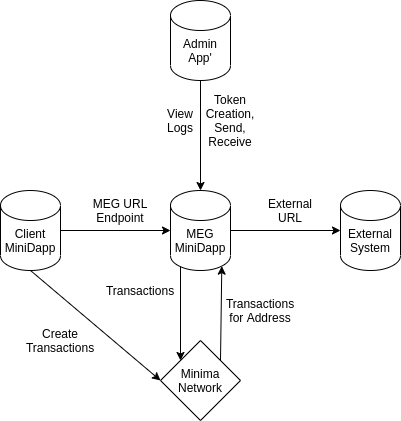 Admin
App'
View
Logs
Token
Creation,
Send,
Receive
Client
MiniDapp
MEG URL
Endpoint
MEG
MiniDapp
External
URL
External
System
Transactions
Transactions
for Address
Create
Transactions
Minima
Network